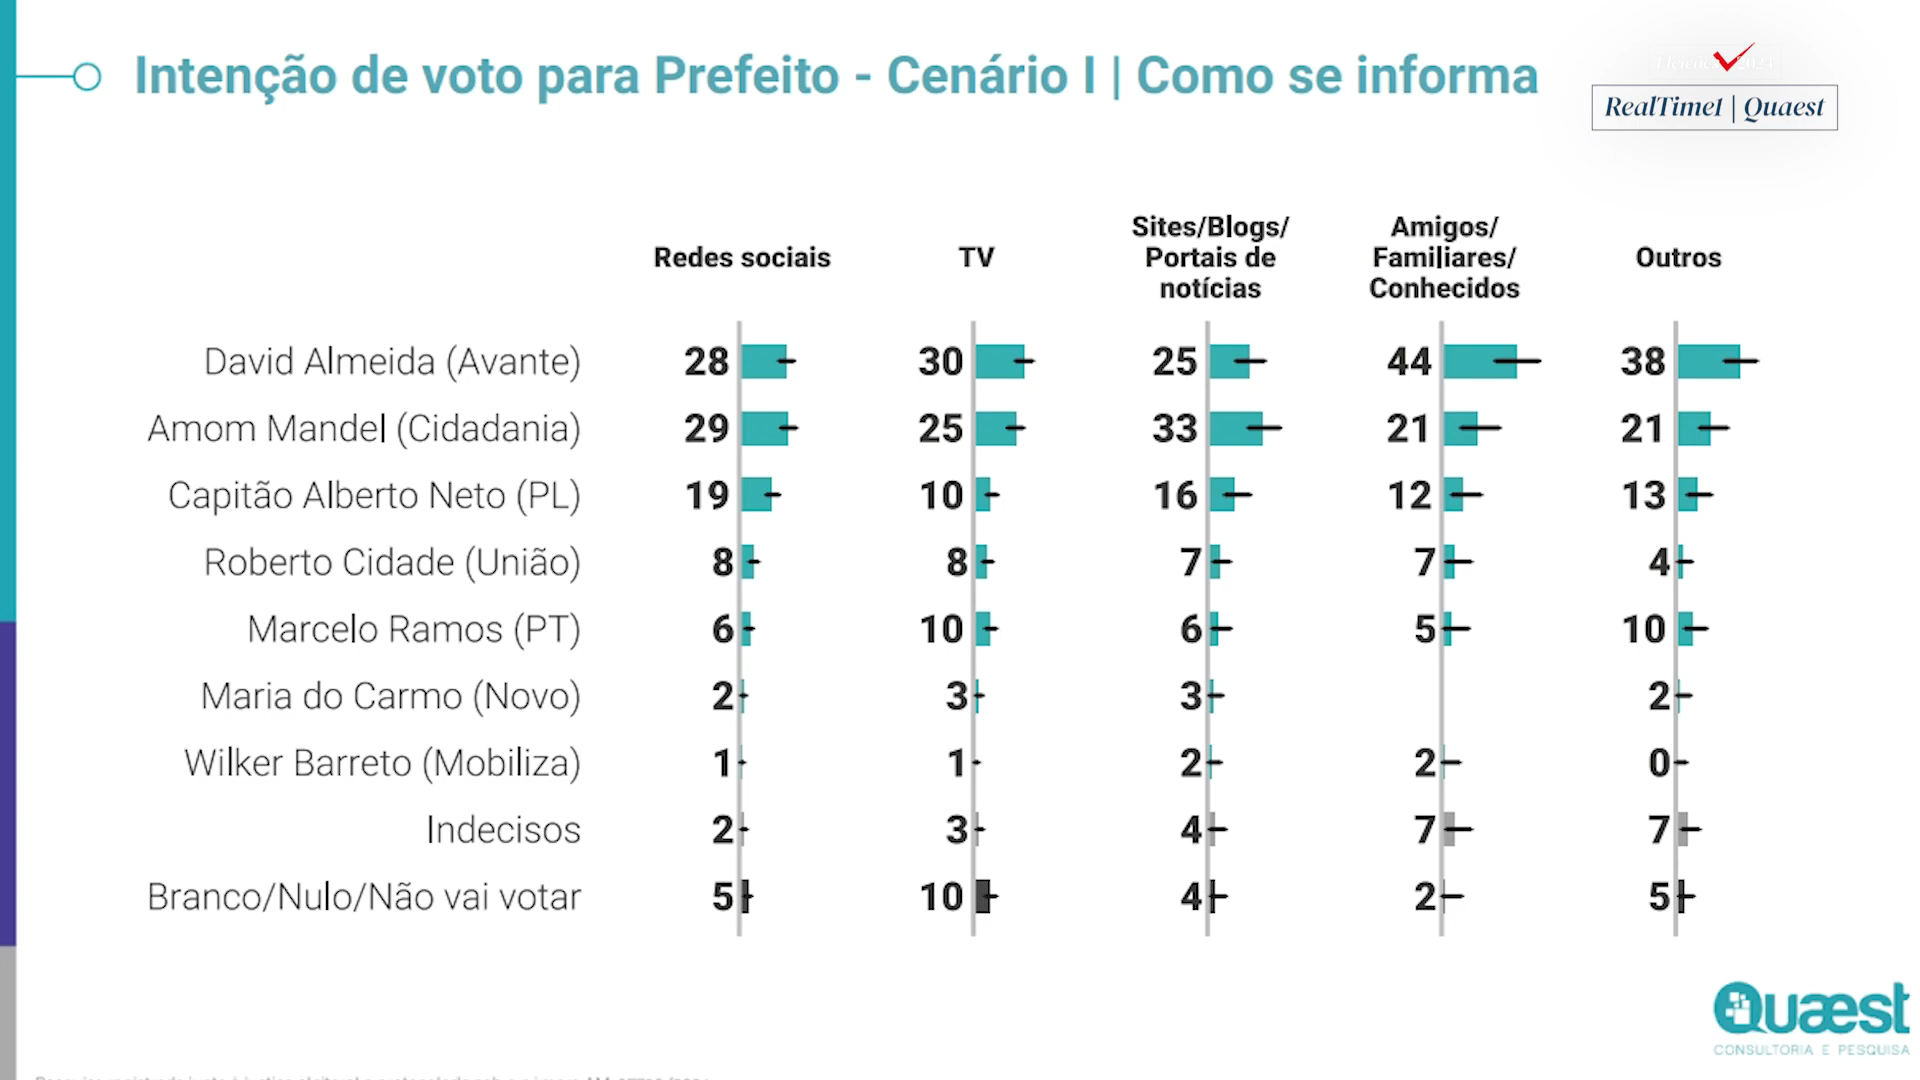 Intenção de voto para Prefeito - Cenário I | Como se informa
RealTime1 | Quaest
Redes sociais
TV
Sites/Blogs/
Portais de
notícias
Amigos/
Familiares/
Conhecidos
Outros
David Almeida (Avante) 28 30 25 44 38
Amom Mandel (Cidadania) 29 25 33 21 21
Capitão Alberto Neto (PL) 19 10 16 12 13
Roberto Cidade (União) 8 8 7 7 4
Marcelo Ramos (PT) 6 10 6 5 10
Maria do Carmo (Novo) 2 3 3 2
Wilker Barreto (Mobiliza) 1 1 2 2 0
Indecisos 2 3 4 7 7
Branco/Nulo/Não vai votar 5 10 4 2 5
Quaest
CONSULTORIA E PESQUISA